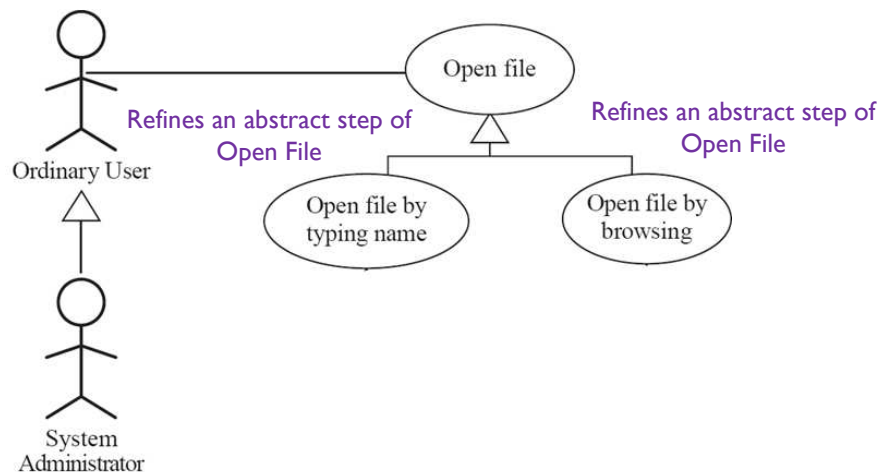 Open file
Refines an abstract step of
Open File
Refines an abstract step of
Open File
Ordinary User
Open file by
typing name
Open file by
browsing
System
Administrator